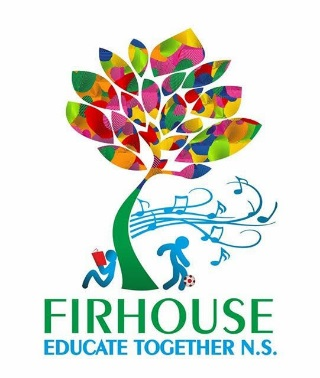 FIRHOUSE
EDUCATE TOGETHER N.S.